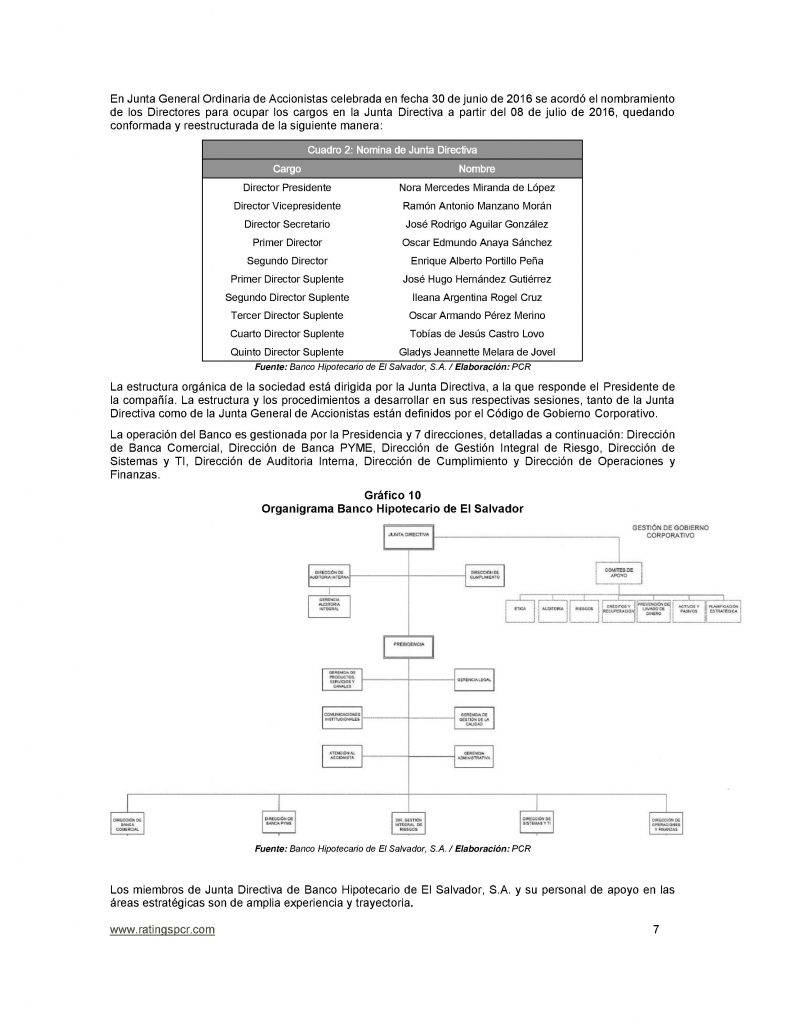 En Junta General Ordinaria de Accionistas celebrada en fecha 30 de junio de 2016 se acordó el nombramiento
de los Directores para ocupar los cargos en la Junta Directiva a partir del 08 de julio de 2016, quedando
conformada y reestructurada de la siguiente manera:
Cuadro 2: Nomina de Junta Directiva
Cargo Nombre
Director Presidente Nora Mercedes Miranda de López
Director Vicepresidente Ramón Antonio Manzano Morán
Director Secretario José Rodrigo Aguilar González
Primer Director Oscar Edmundo Anaya Sánchez
Segundo Director Enrique Alberto Portillo Peña
Primer Director Suplente José Hugo Hernández Gutiérrez
Segundo Director Suplente Ileana Argentina Rogel Cruz
Tercer Director Suplente Oscar Armando Pérez Merino
Cuarto Director Suplente Tobías de Jesús Castro Lovo
Quinto Director Suplente Gladys Jeannette Melara de Jovel
Fuente: Banco Hipotecario de El Salvador, S.A. / Elaboración: PCR
La estructura orgánica de la sociedad está dirigida por la Junta Directiva, a la que responde el Presidente de
la compañía. La estructura y los procedimientos a desarrollar en sus respectivas sesiones, tanto de la Junta
Directiva como de la Junta General de Accionistas están definidos por el Código de Gobierno Corporativo.
La operación del Banco es gestionada por la Presidencia y 7 direcciones, detalladas a continuación: Dirección
de Banca Comercial, Dirección de Banca PYME, Dirección de Gestión Integral de Riesgo, Dirección de
Sistemas y TI, Dirección de Auditoria Interna, Dirección de Cumplimiento y Dirección de Operaciones y
Finanzas.
Gráfico 10
Organigrama Banco Hipotecario de El Salvador
GESTIÓN DE GOBIERNO
CORPORATIVO
JUNTA DIRECTIVA
DIRECCIÓN DE
AUDITORIA INTERNA
DIRECCIÓN DE
CUMPLIMIENTO
COMITES DE
APOYO
GERENCIA
AUDITORIA
INTEGRAL
ETICA
AUDITORIA
RIESGOS
CRÉDITOS Y
RECUPERACIÓN
PREVENCIÓN DE
LAVADO DE
DINERO
ACTIVOS Y
PASIVOS
PLANIFICACIÓN
ESTRATÉGICA
PRESIDENCIA
GERENCIA DE
PRODUCTOS,
SERVICIOS Y
CANALES
GERENCIA LEGAL
COMUNICACIONES
INSTITUCIONALES
GERENCIA DE
GESTIÓN DE LA
CALIDAD
ATENCIÓN AL
ACCIONISTA
GERENCIA
ADMINISTRATIVA
DIRECCIÓN DE
BANCA
COMERCIAL
DIRECCIÓN DE
BANCA PYME
DIR. GESTIÓN
INTEGRAL DE
RIESGOS
DIRECCIÓN DE
SISTEMAS Y TI
DIRECCIÓN DE
OPERACIONES
Y FINANZAS
Fuente: Banco Hipotecario de El Salvador, S.A. / Elaboración: PCR
Los miembros de Junta Directiva de Banco Hipotecario de El Salvador, S.A. y su personal de apoyo en las
áreas estratégicas son de amplia experiencia y trayectoria.
www.ratingspcr.com 7